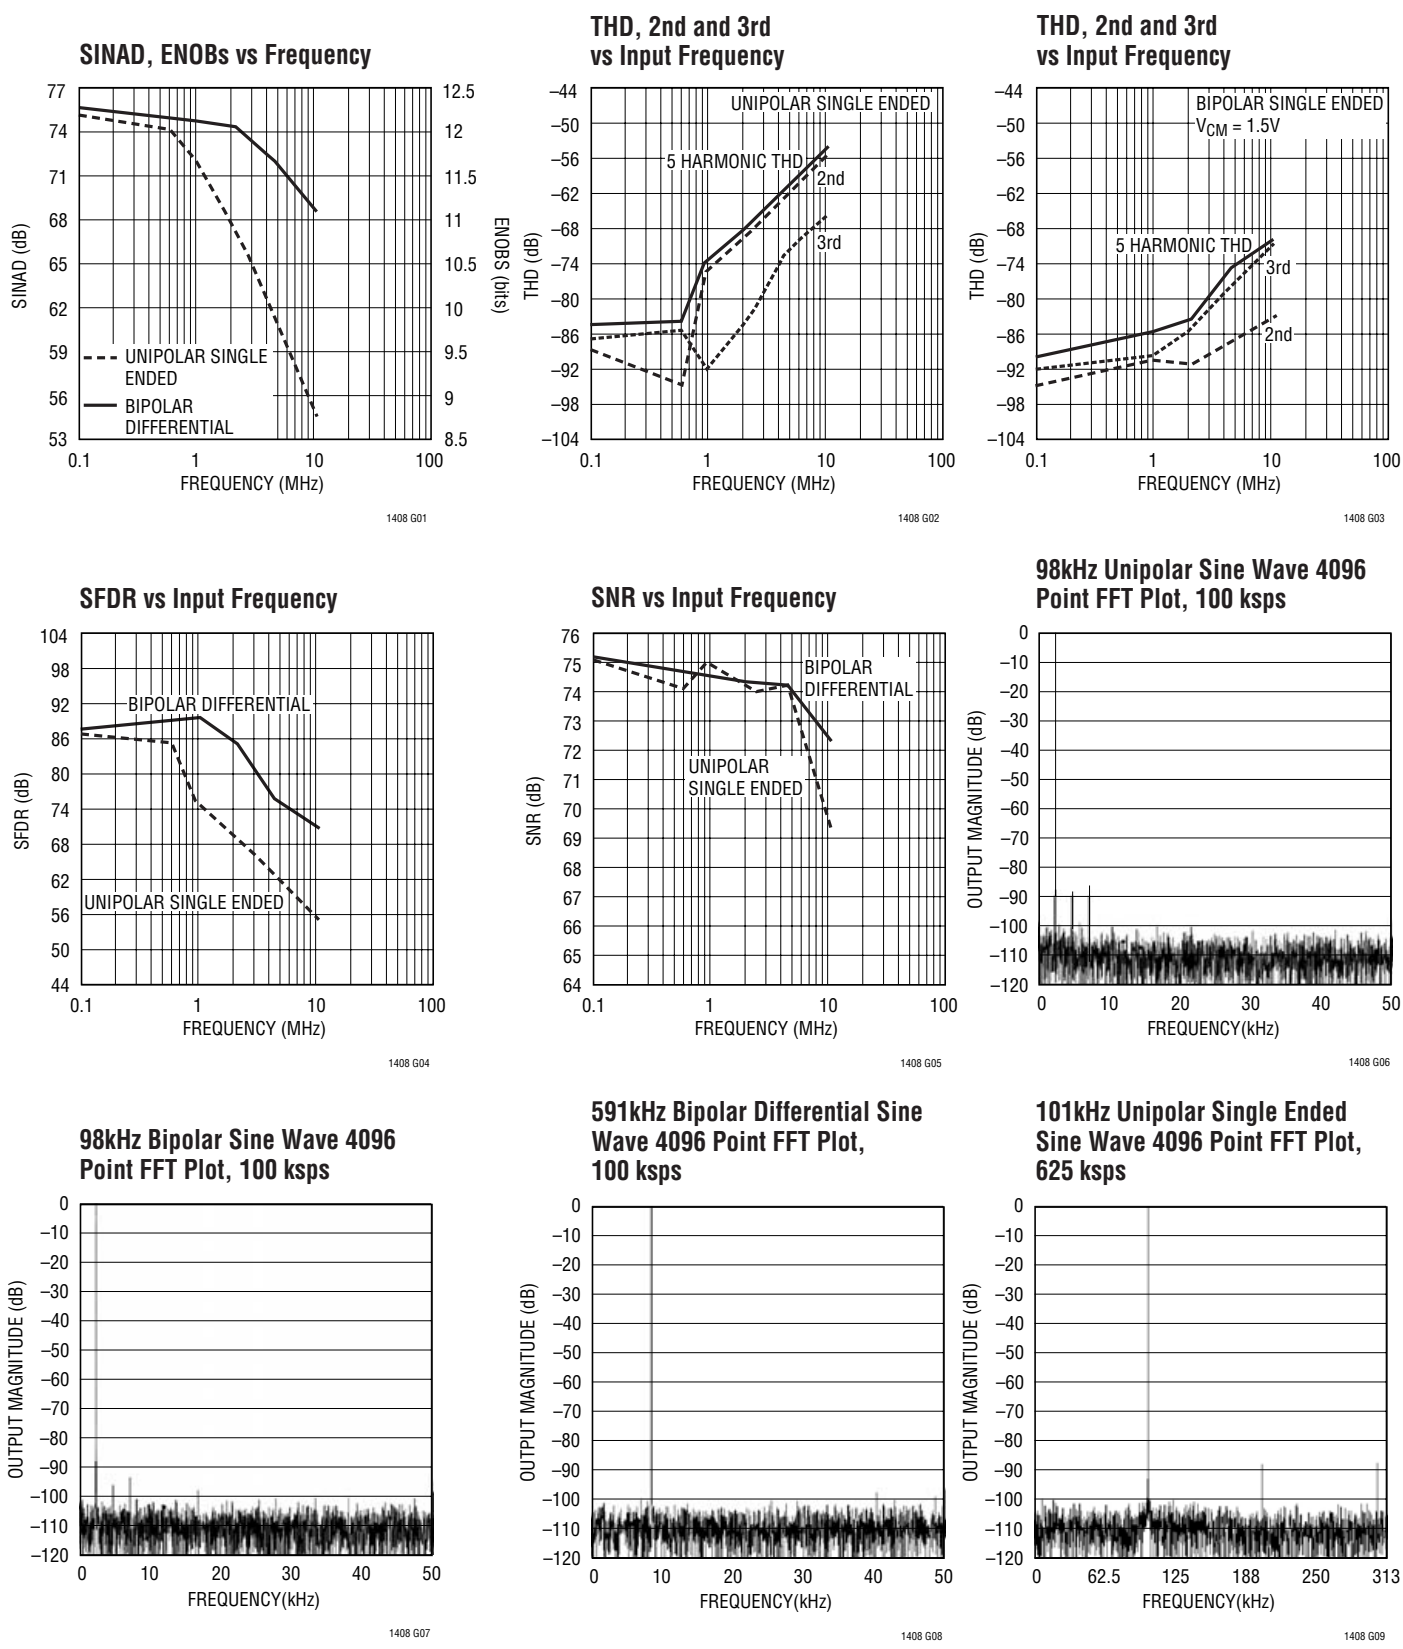 SINAD, ENOBs vs Frequency
77
74
71
68
65
62
59
56
53
12.5
12
11.5
11
10.5
10
9.5
9
8.5
SINAD (dB)
ENOBS (bits)
UNIPOLAR SINGLE
ENDED
BIPOLAR
DIFFERENTIAL
0.1 1 10 100
FREQUENCY (MHz)
1408 G01
THD, 2nd and 3rd
vs Input Frequency
–44
–50
–56
–62
–68
–74
–80
–86
–92
–98
–104
THD (dB)
UNIPOLAR SINGLE ENDED
5 HARMONIC THD
2nd
3rd
0.1 1 10 100
FREQUENCY (MHz)
1408 G02
THD, 2nd and 3rd
vs Input Frequency
–44
–50
–56
–62
–68
–74
–80
–86
–92
–98
–104
THD (dB)
BIPOLAR SINGLE ENDED
VCM = 1.5V
5 HARMONIC THD
3rd
2nd
0.1 1 10 100
FREQUENCY (MHz)
1408 G03
SFDR vs Input Frequency
104
98
92
86
80
74
68
62
56
50
44
SFDR (dB)
BIPOLAR DIFFERENTIAL
UNIPOLAR SINGLE ENDED
0.1 1 10 100
FREQUENCY (MHz)
1408 G04
SNR vs Input Frequency
76
75
74
73
72
71
70
69
68
67
66
65
64
SNR (dB)
BIPOLAR
DIFFERENTIAL
UNIPOLAR
SINGLE ENDED
0.1 1 10 100
FREQUENCY (MHz)
1408 G05
98kHz Unipolar Sine Wave 4096
Point FFT Plot, 100 ksps
0
–10
–20
–30
–40
–50
–60
–70
–80
–90
–100
–110
–120
OUTPUT MAGNITUDE (dB)
0 10 20 30 40 50
FREQUENCY(kHz)
1408 G06
98kHz Bipolar Sine Wave 4096
Point FFT Plot, 100 ksps
0
–10
–20
–30
–40
–50
–60
–70
–80
–90
–100
–110
–120
OUTPUT MAGNITUDE (dB)
0 10 20 30 40 50
FREQUENCY(kHz)
1408 G07
591kHz Bipolar Differential Sine
Wave 4096 Point FFT Plot,
100 ksps
0
–10
–20
–30
–40
–50
–60
–70
–80
–90
–100
–110
–120
OUTPUT MAGNITUDE (dB)
0 10 20 30 40 50
FREQUENCY(kHz)
1408 G08
101kHz Unipolar Single Ended
Sine Wave 4096 Point FFT Plot,
625 ksps
0
–10
–20
–30
–40
–50
–60
–70
–80
–90
–100
–110
–120
OUTPUT MAGNITUDE (dB)
0 62.5 125 188 250 313
FREQUENCY(kHz)
1408 G09